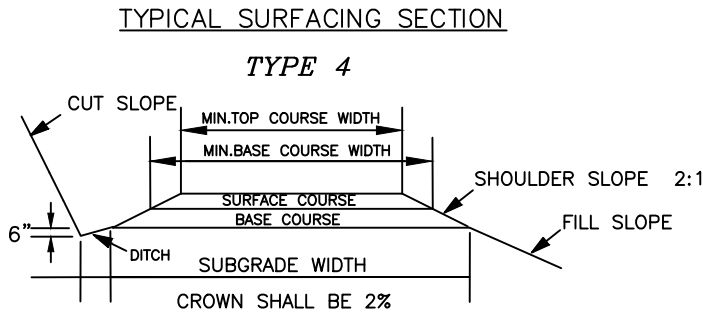 TYPICAL SURFACING SECTION
TYPE 4
CUT SLOPE
MIN.TOP COURSE WIDTH
MIN.BASE COURSE WIDTH
SHOULDER SLOPE 2:1
SURFACE COURSE
BASE COURSE
FILL SLOPE
6"
DITCH
SUBGRADE WIDTH
CROWN SHALL BE 2%